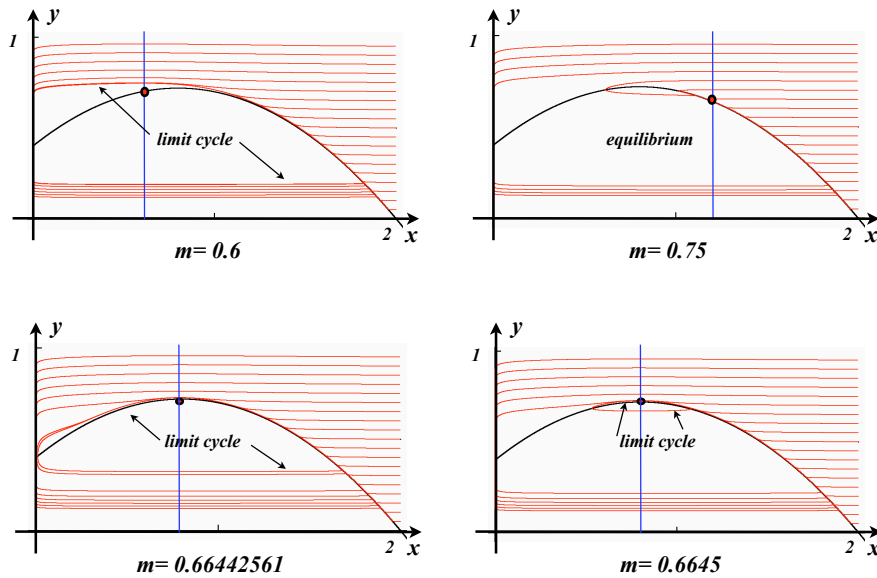 y
1
limit cycle
2
x
m= 0.6
y
1
equilibrium
2
x
m= 0.75
y
1
limit cycle
2
x
m= 0.66442561
y
1
limit cycle
2
x
m= 0.6645